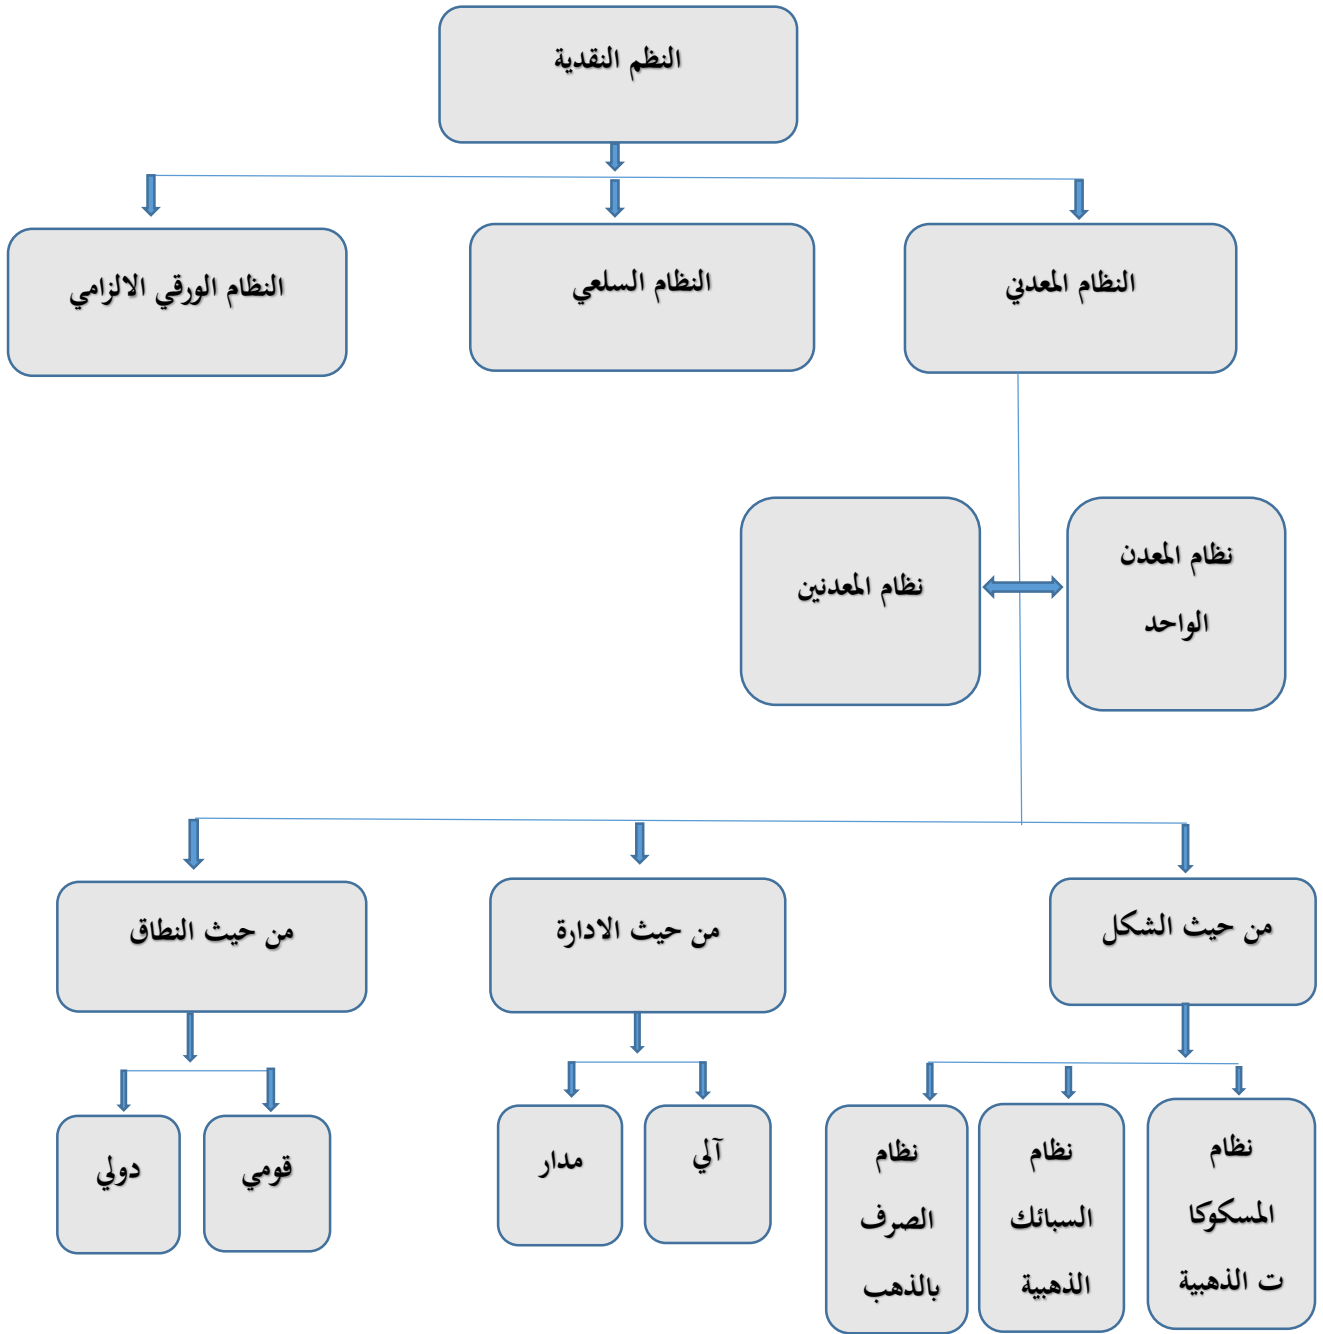 النظم النقدية
النظام المعدني
النظام السلعي
النظام الورقي الالزامي
نظام المعدن
الواحد
نظام المعدنين
من حيث الشكل
من حيث الادارة
من حيث النطاق
نظام
المسكوكا
ت الذهبية
نظام
السبائك
الذهبية
نظام
الصرف
بالذهب
آلي
مدار
قومي
دولي